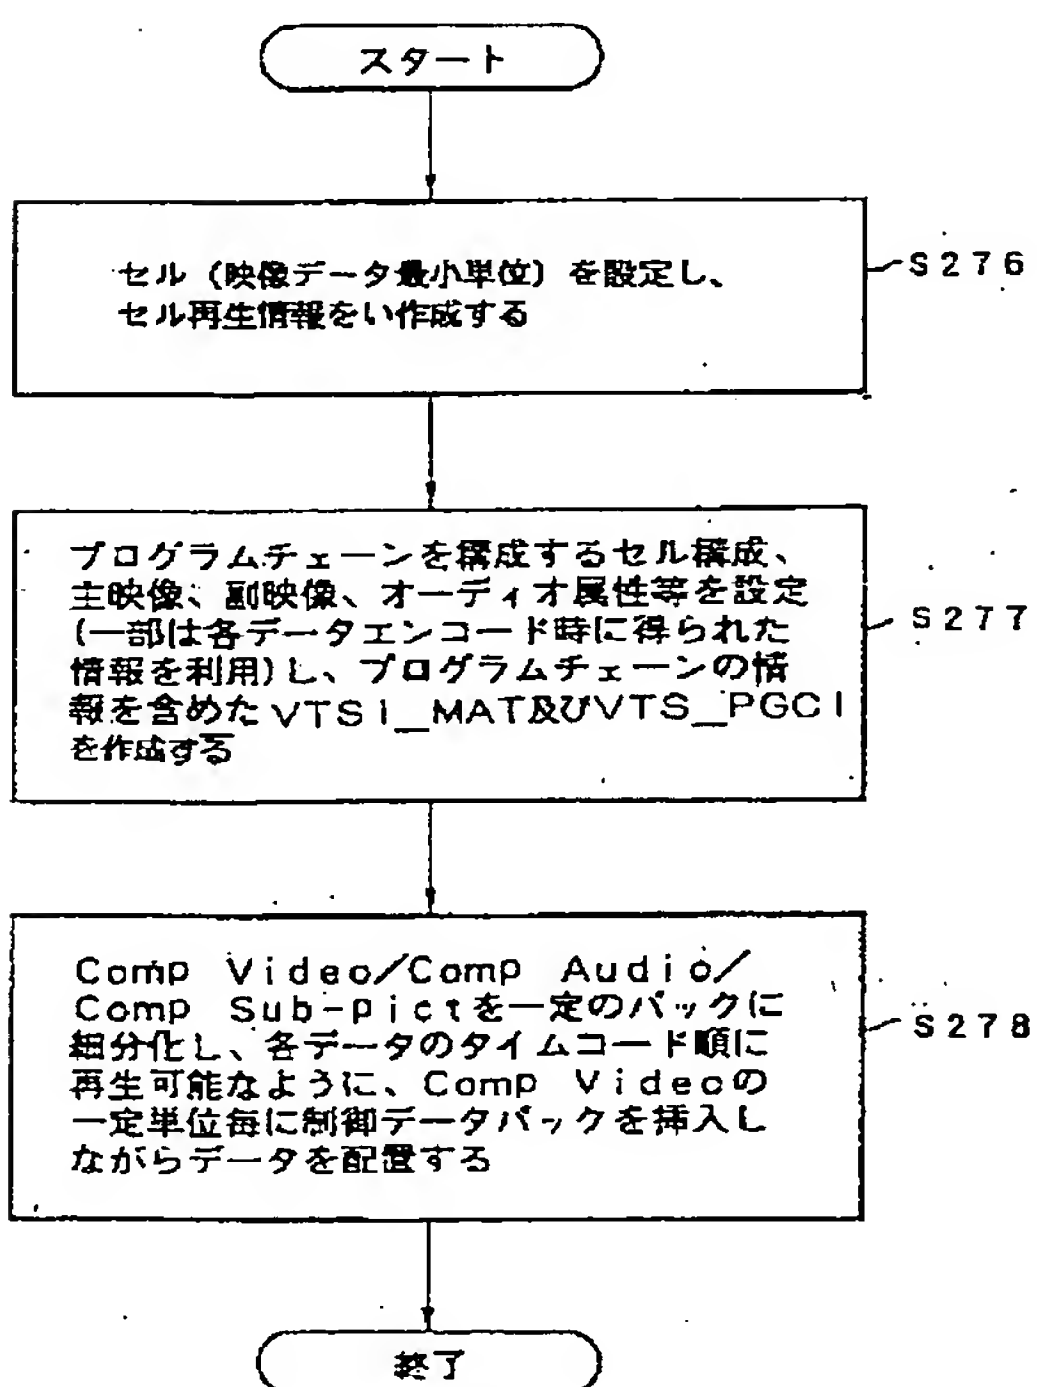 スタート
セル（映像データ最小単位）を設定し、
セル再生情報をい作成する
S276
プログラムチェーンを構成するセル構成、
主映像、副映像、オーディオ属性等を設定
(一部は各データエンコード時に得られた
情報を利用)し、プログラムチェーンの情
報を含めたVTSI_MAT及びVTS_PGCI
を作成する
S277
Comp Video/Comp Audio/
Comp Sub-pictを一定のパックに
細分化し、各データのタイムコード順に
再生可能なように、Comp Videoの
一定単位毎に制御データパックを挿入し
ながらデータを配置する
S278
終了